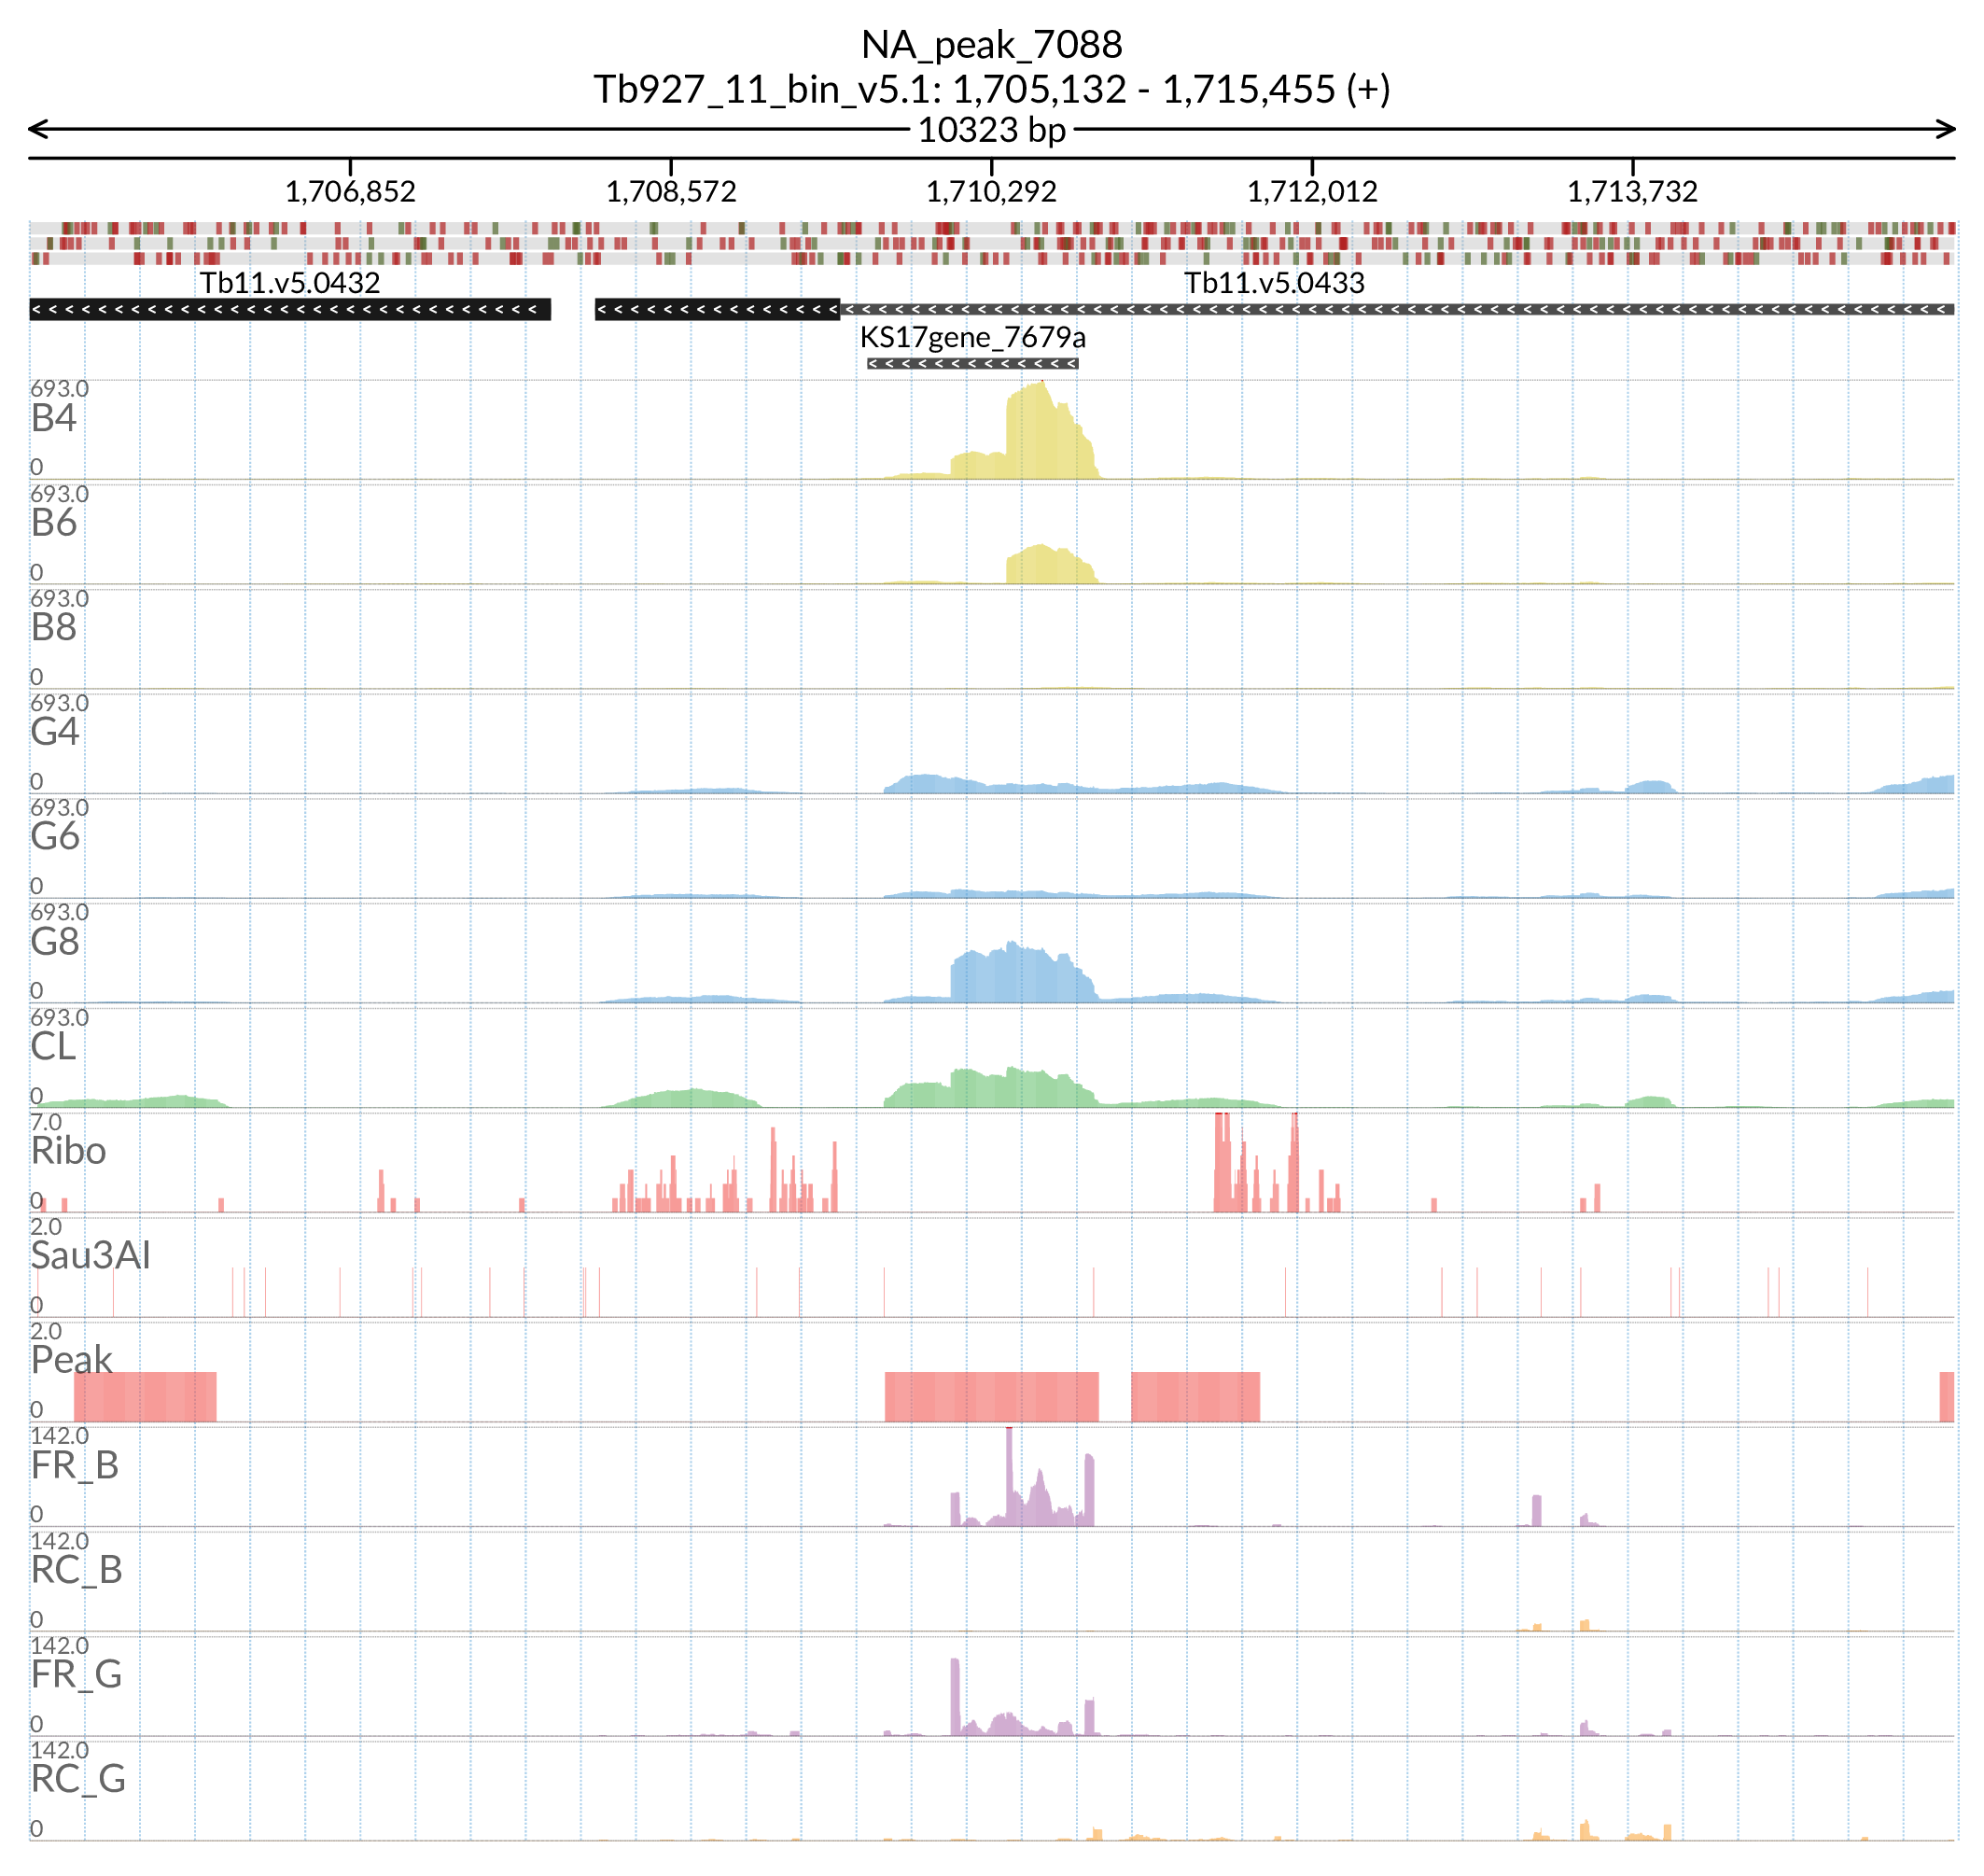 NA_peak_7088
Tb927_11_bin_v5.1: 1,705,132 - 1,715,455 (+)
10323 bp
1,706,852 1,708,572 1,710,292 1,712,012 1,713,732
Tb11.v5.0432 Tb11.v5.0433
KS17gene_7679a
693.0
B4
0
693.0
B6
0
693.0
B8
0
693.0
G4
0
693.0
G6
0
693.0
G8
0
693.0
CL
0
7.0
Ribo
0
2.0
Sau3AI
0
2.0
Peak
0
142.0
FR_B
0
142.0
RC_B
0
142.0
FR_G
0
142.0
RC_G
0